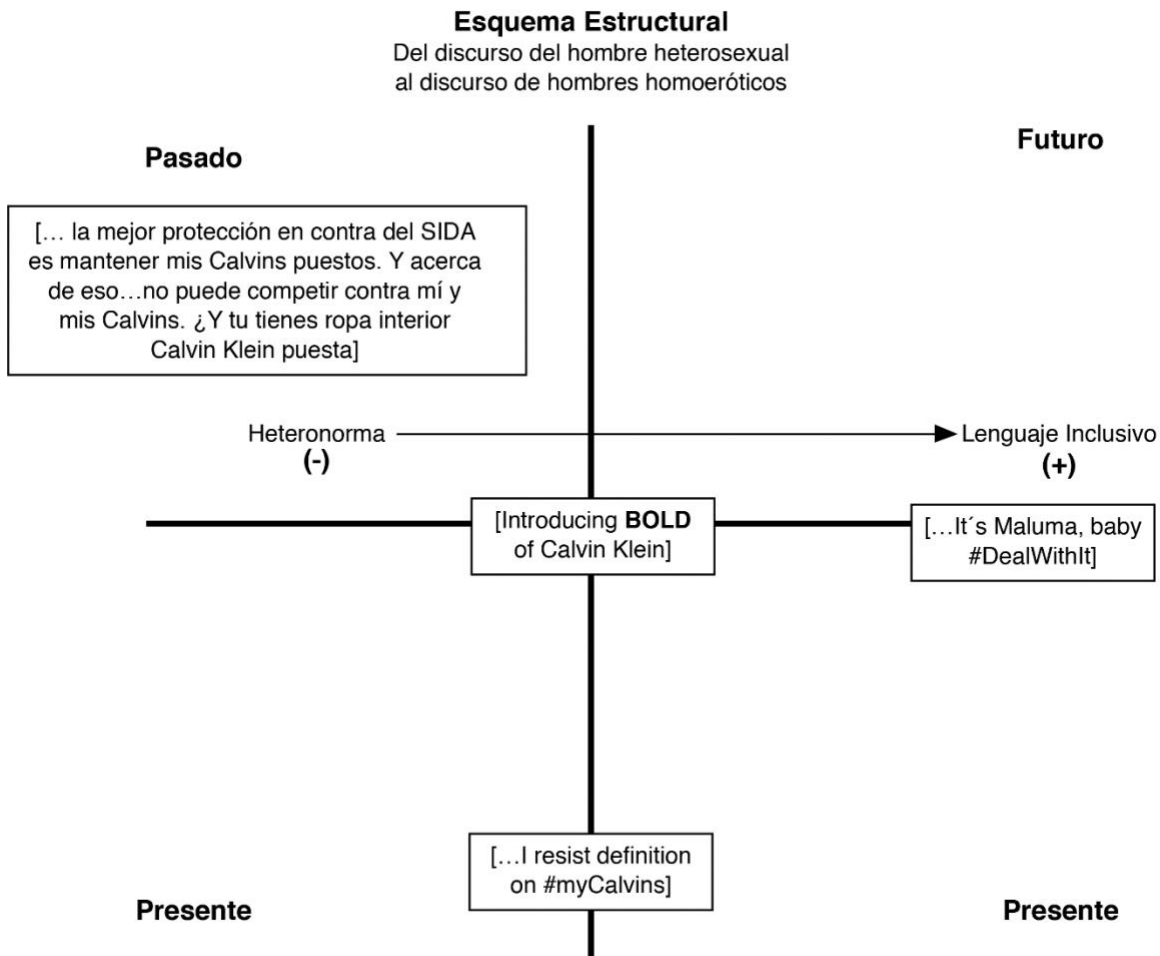 Esquema Estructural
Del discurso del hombre heterosexual
al discurso de hombres homoeróticos
Pasado
Futuro
[… la mejor protección en contra del SIDA
es mantener mis Calvins puestos. Y acerca
de eso…no puede competir contra mí y
mis Calvins. ¿Y tu tienes ropa interior
Calvin Klein puesta]
Heteronorma
(-)
Lenguaje Inclusivo
(+)
[Introducing BOLD
of Calvin Klein]
[…It´s Maluma, baby
#DealWithIt]
[…I resist definition
on #myCalvins]
Presente
Presente